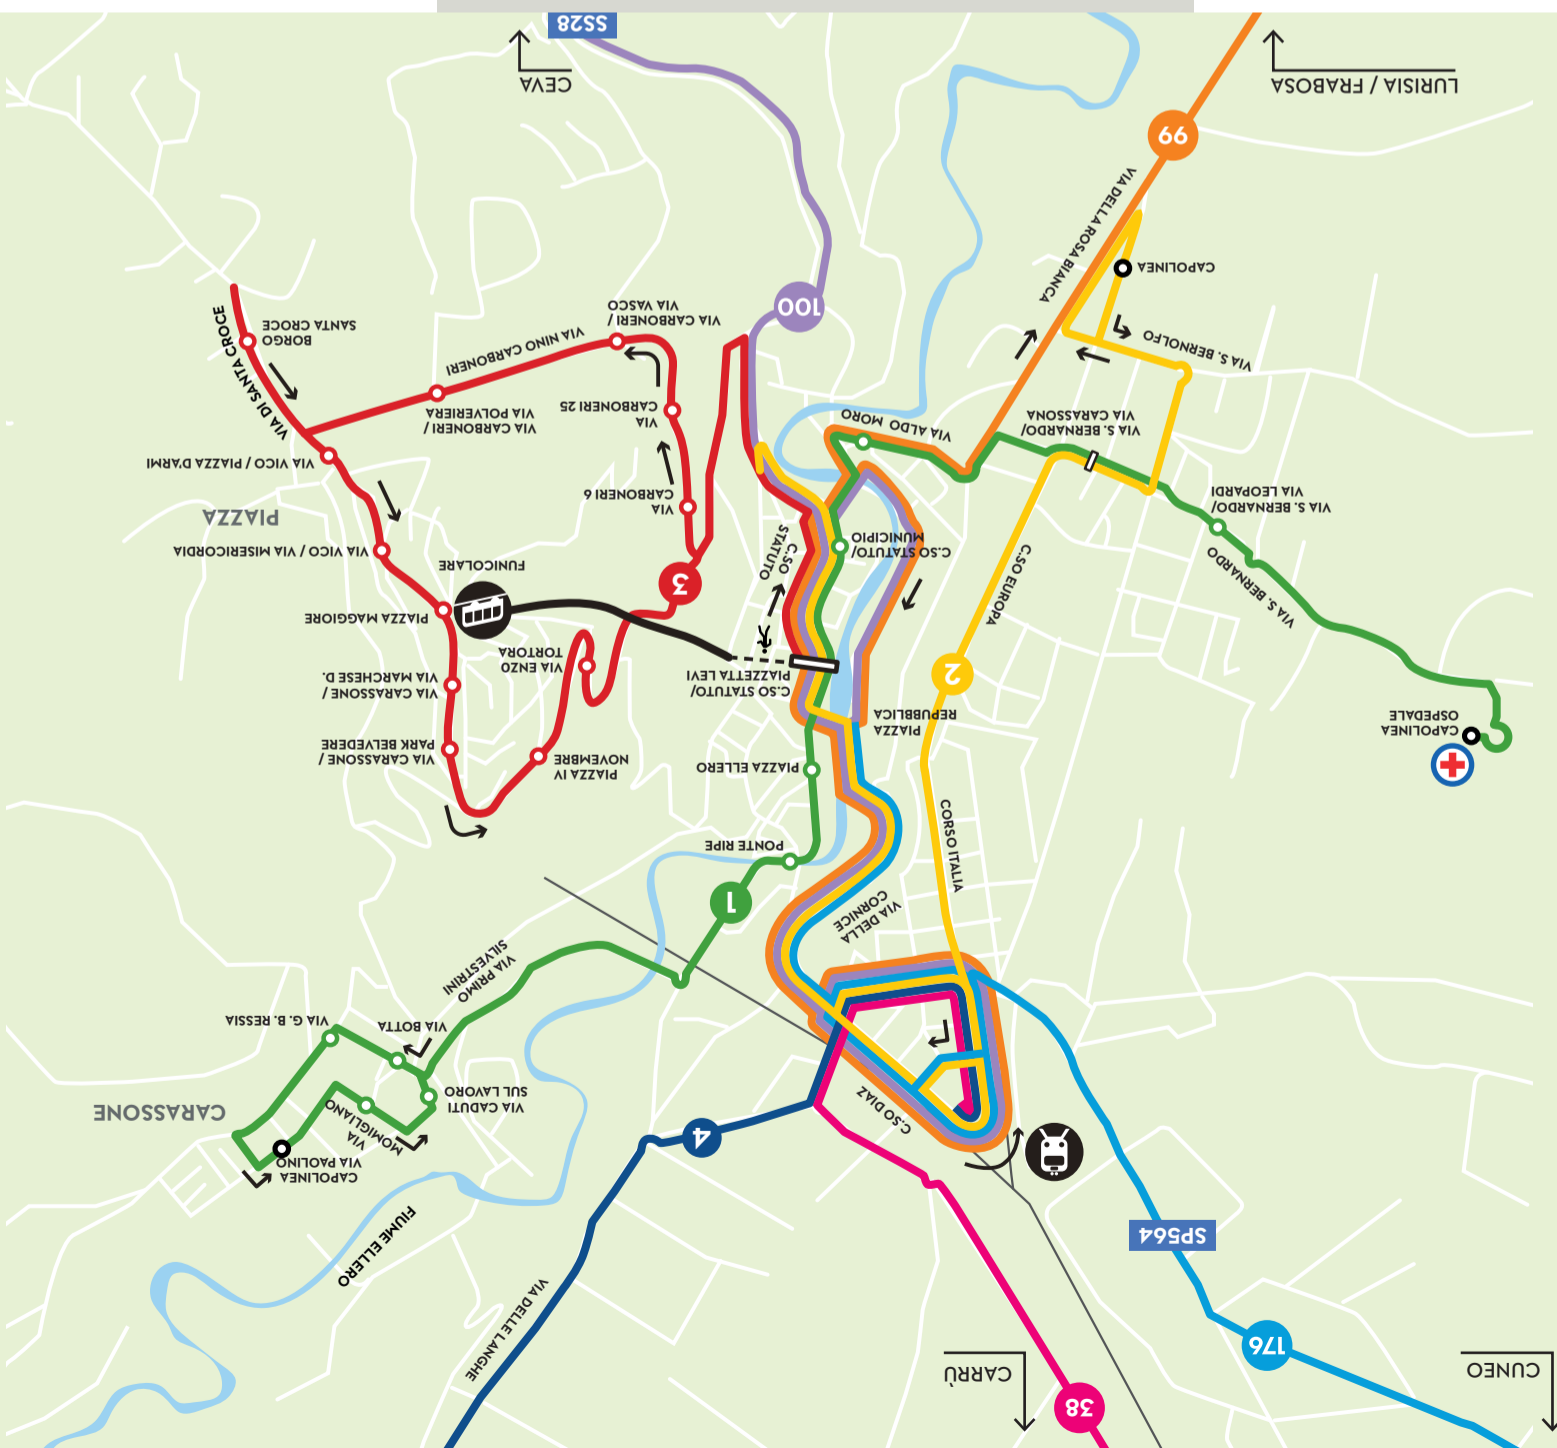 CUNEO
176
38
CARRÙ
SP564
VIA DELLE LANGHE
FIUME ELLERO
4
C.SO DIAZ
CAPOLINEA
VIA PAOLINO
VIA
MOMIGLIANO
VIA CADUTI
SUL LAVORO
CARASSONE
VIA BOTTA
VIA G. B. RESSIA
VIA PRIMO
SILVESTRINI
VIA DELLA
CORNICE
1
CORSO ITALIA
PONTE RIPE
PIAZZA ELLERO
PIAZZA IV
NOVEMBRE
VIA CARASSONE /
PARK BELVEDERE
CAPOLINEA
OSPEDALE
PIAZZA
REPUBBLICA
2
C.SO STATUTO/
PIAZZETTA LEVI
VIA CARASSONE /
VIA MARCHESE D.
VIA ENZO
TORTORA
PIAZZA MAGGIORE
VIA S. BERNARDO
C.SO EUROPA
3
FUNICOLARE
C.SO STATUTO/
MUNICIPIO
C.SO
STATUTO
VIA VICO / VIA MISERICORDIA
PIAZZA
VIA S. BERNARDO/
VIA LEOPARDI
VIA
CARBONERI 6
VIA VICO / PIAZZA D'ARMI
VIA S. BERNARDO/
VIA CARASSONA
VIA ALDO MORO
VIA
CARBONERI 25
VIA CARBONERI /
VIA POLVERIERA
VIA S. BERNOLFO
VIA NINO CARBONERI
VIA DI SANTA CROCE
BORGO
SANTA CROCE
VIA CARBONERI /
VIA VASCO
100
CAPOLINEA
VIA DELLA ROSA BIANCA
66
LURISIA / FRABOSA
CEVA
SS28